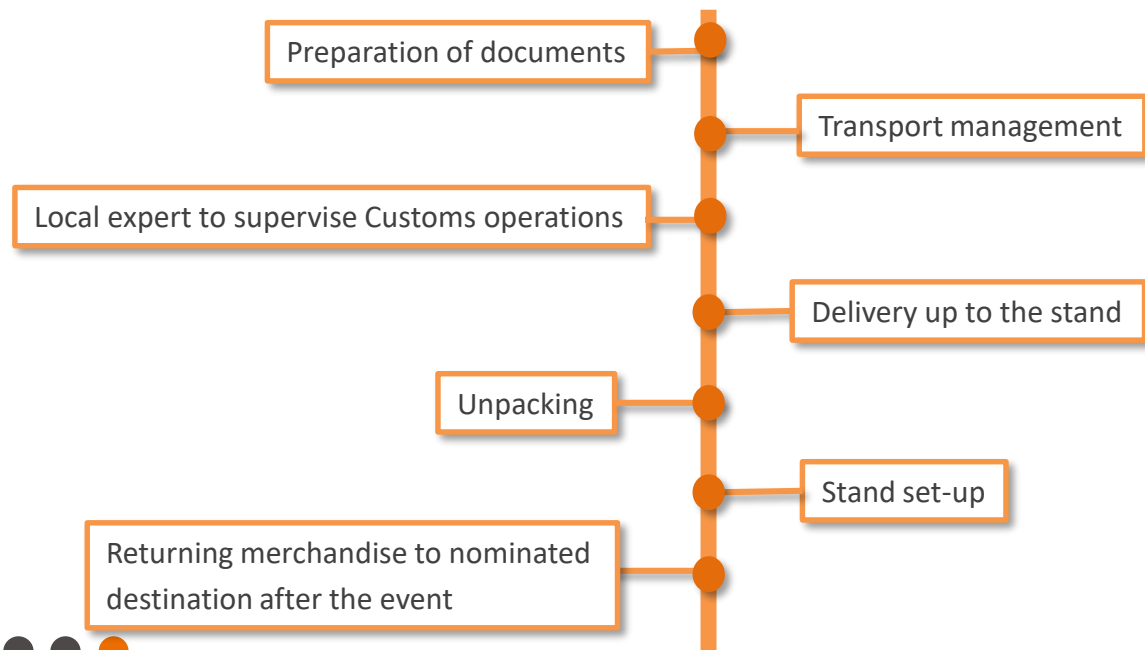 Preparation of documents
Transport management
Local expert to supervise Customs operations
Delivery up to the stand
Unpacking
Stand set-up
Returning merchandise to nominated
destination after the event